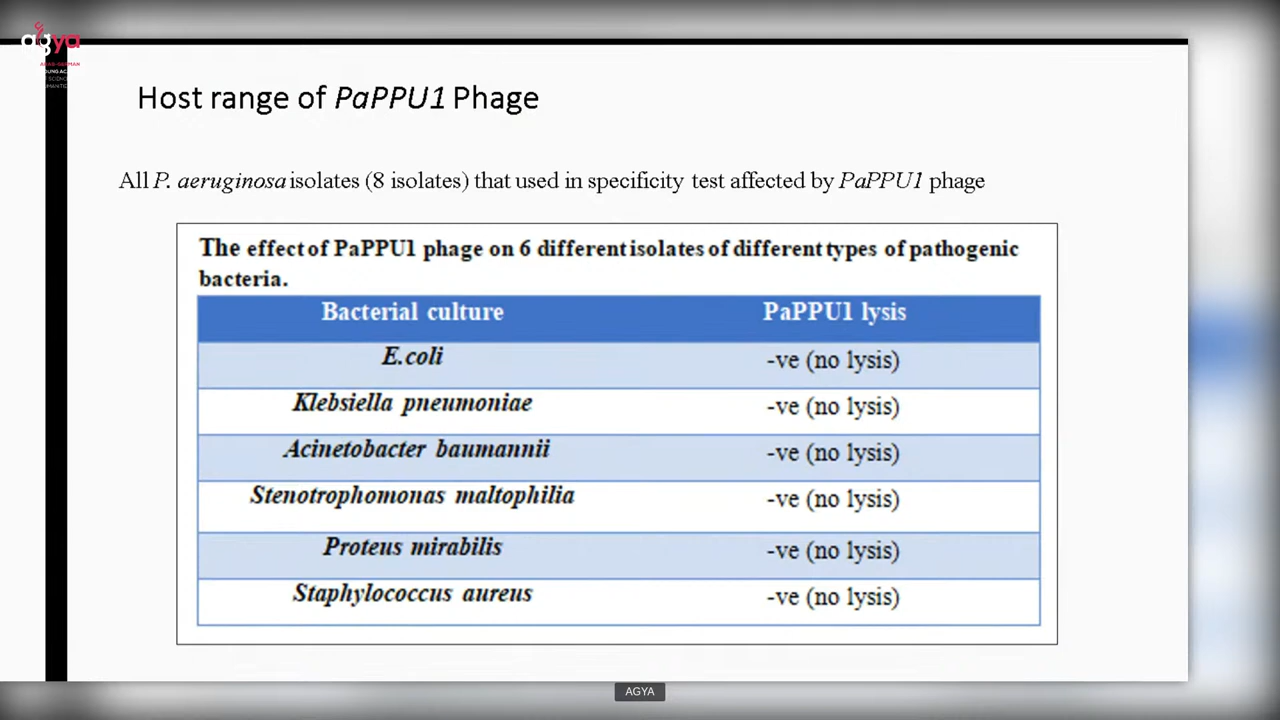 agya
ARAB-GERMAN
Host range of PaPPU1 Phage
All P. aeruginosa isolates (8 isolates) that used in specificity test affected by PaPPU1 phage
The effect of PaPPU1 phage on 6 different isolates of different types of pathogenic
bacteria.
Bacterial culture PaPPU1 lysis
E.coli -ve (no lysis)
Klebsiella pneumoniae -ve (no lysis)
Acinetobacter baumannii -ve (no lysis)
Stenotrophomonas maltophilia -ve (no lysis)
Proteus mirabilis -ve (no lysis)
Staphylococcus aureus -ve (no lysis)
AGYA